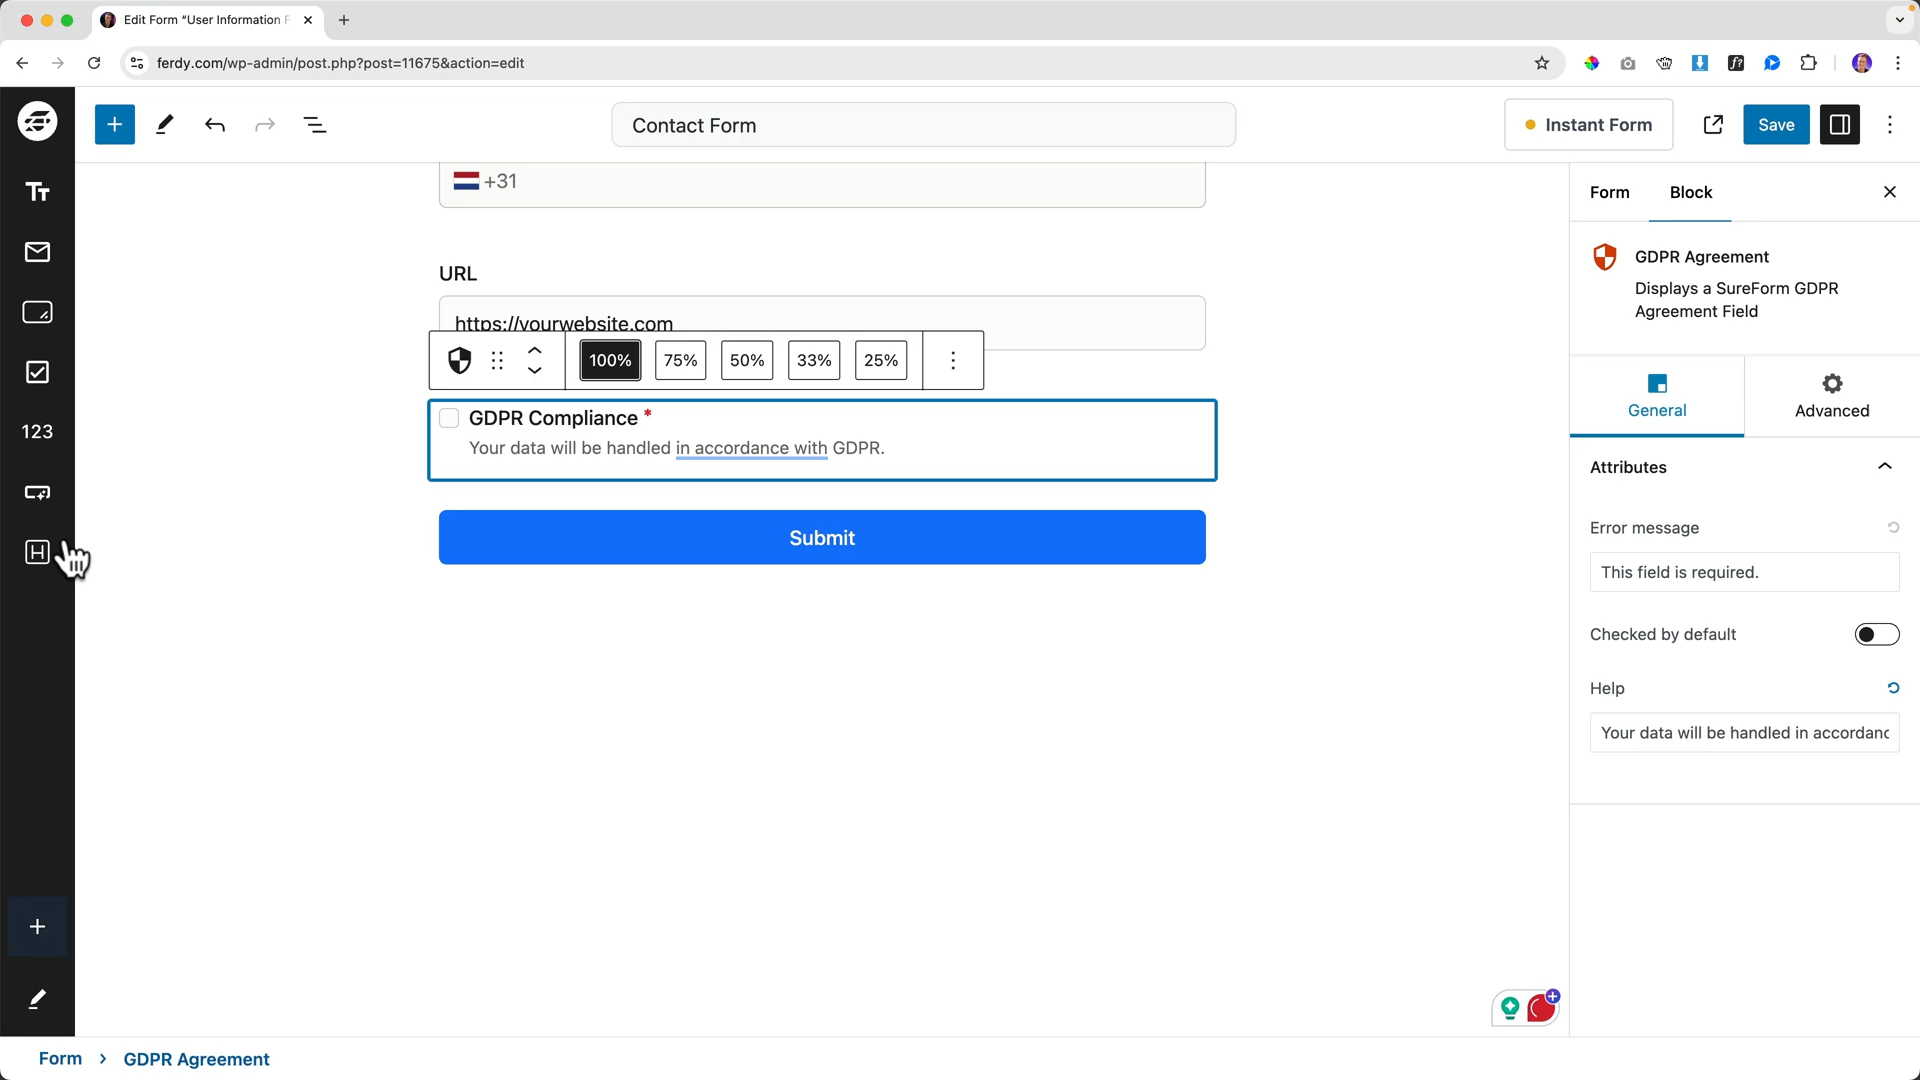 Edit Form "User Information F
ferdy.com/wp-admin/post.php?post=11675&action=edit
Contact Form
Instant Form
Save
Tt
+31
Form
Block
GDPR Agreement
Displays a SureForm GDPR
Agreement Field
URL
https://yourwebsite.com
100%
75%
50%
33%
25%
General
Advanced
GDPR Compliance *
Your data will be handled in accordance with GDPR.
123
Attributes
Submit
H
Error message
This field is required.
Checked by default
Help
Your data will be handled in accordanc
Form > GDPR Agreement